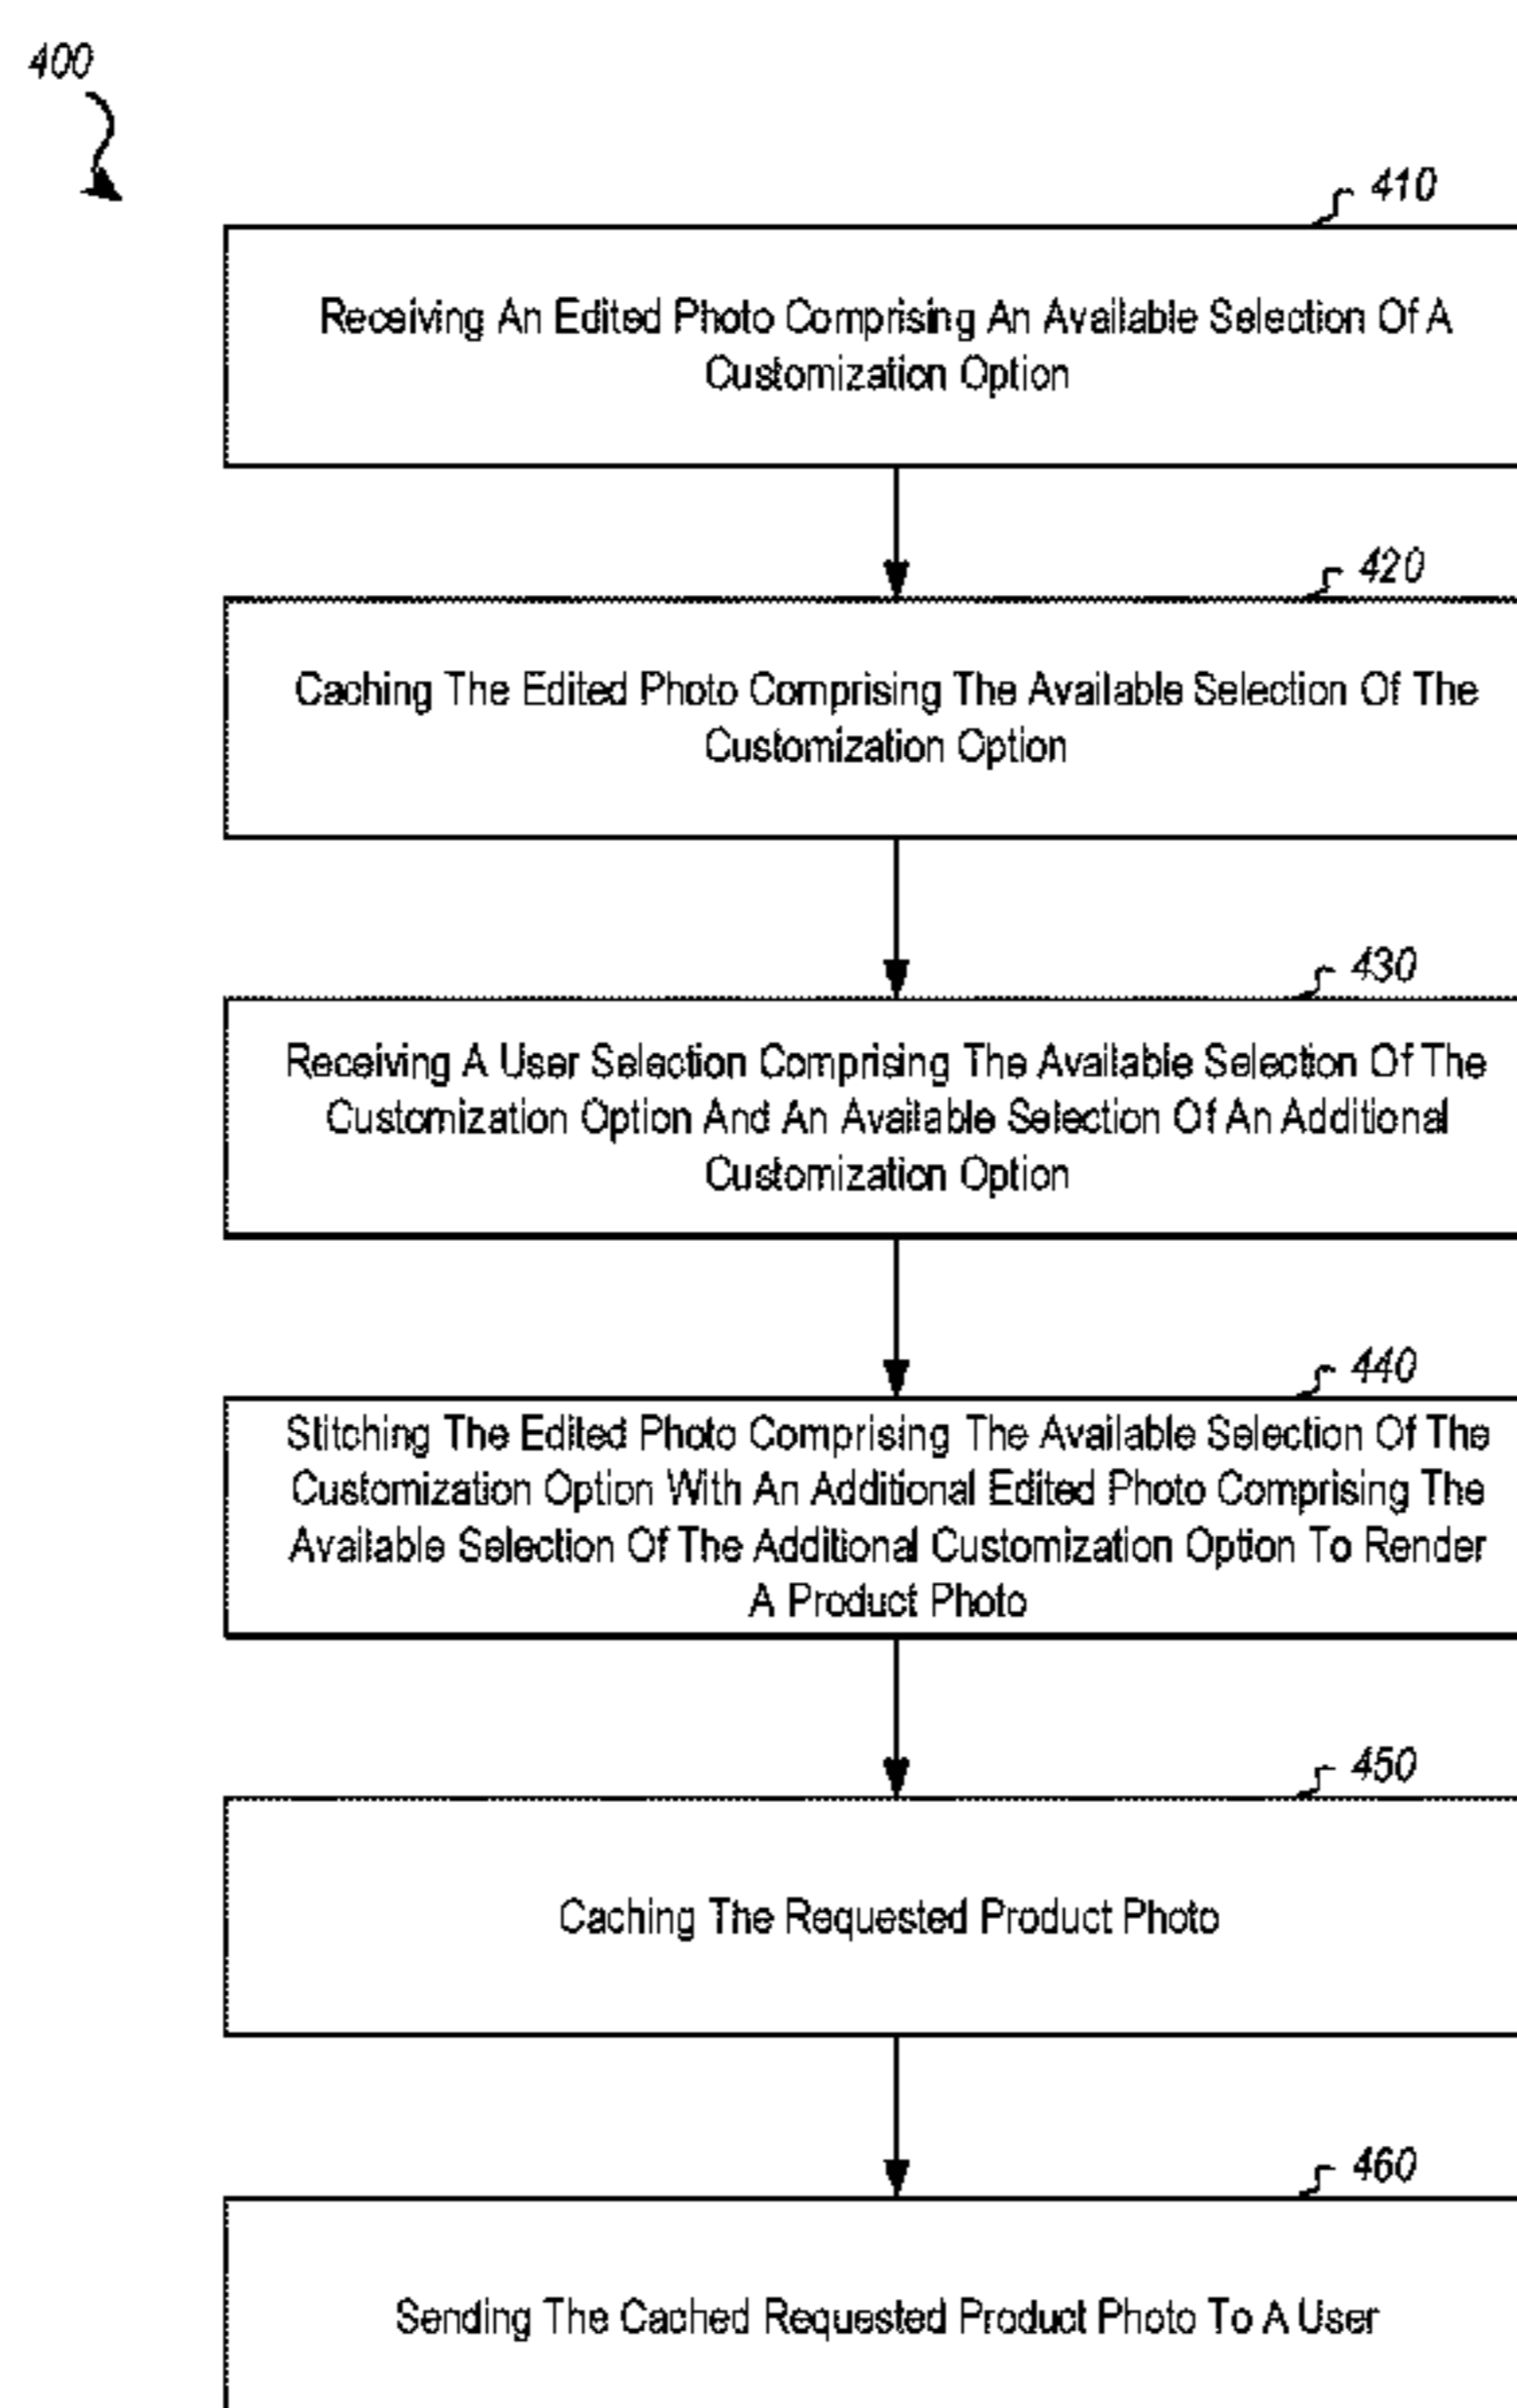 400
410
Receiving An Edited Photo Comprising An Available Selection Of A
Customization Option
420
Caching The Edited Photo Comprising The Available Selection Of The
Customization Option
430
Receiving A User Selection Comprising The Available Selection Of The
Customization Option And An Available Selection Of An Additional
Customization Option
440
Stitching The Edited Photo Comprising The Available Selection Of The
Customization Option With An Additional Edited Photo Comprising The
Available Selection Of The Additional Customization Option To Render
A Product Photo
450
Caching The Requested Product Photo
460
Sending The Cached Requested Product Photo To A User